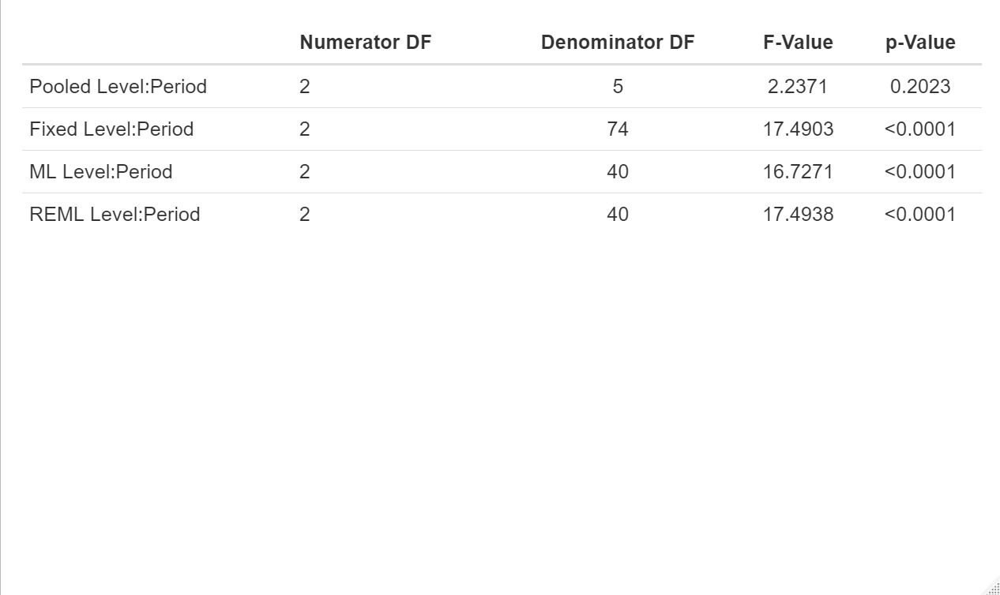 Numerator DF Denominator DF F-Value p-Value
Pooled Level:Period 2 5 2.2371 0.2023
Fixed Level:Period 2 74 17.4903 <0.0001
ML Level:Period 2 40 16.7271 <0.0001
REML Level:Period 2 40 17.4938 <0.0001